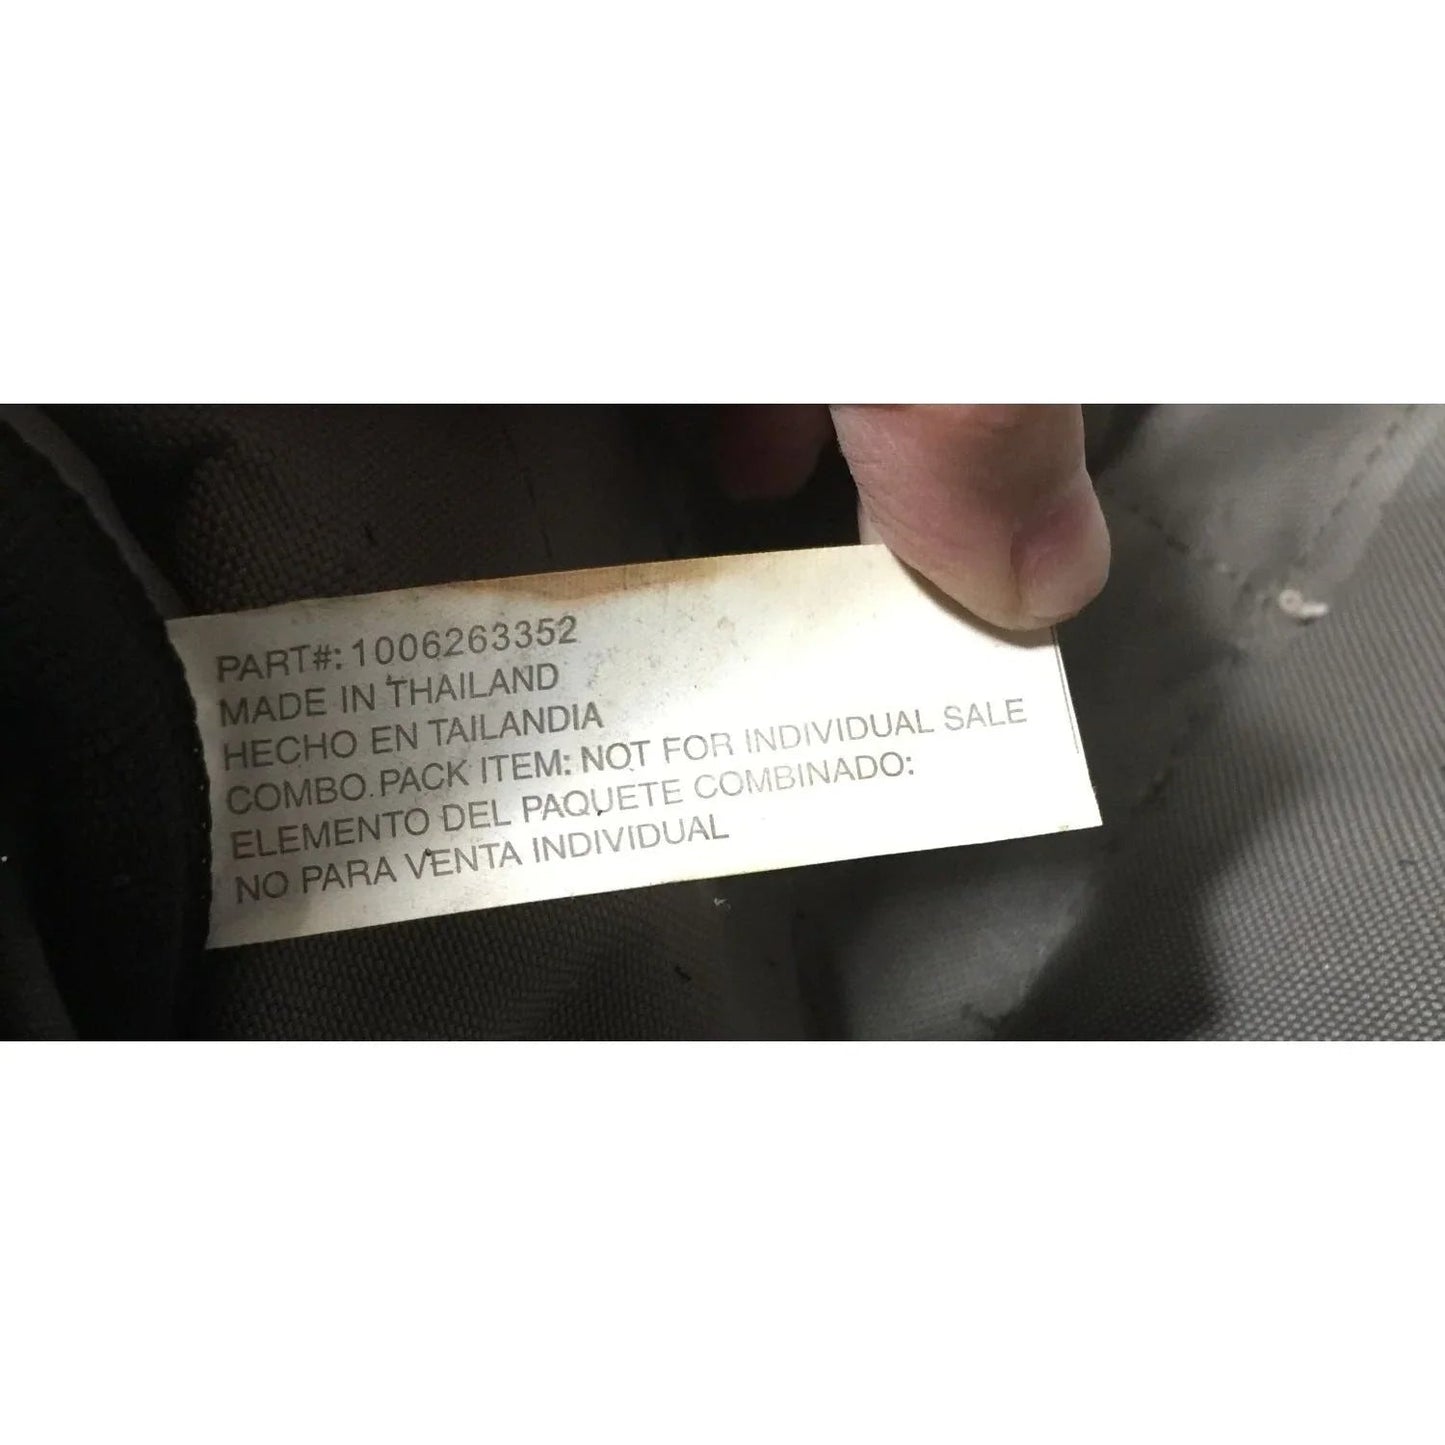 PART#: 1006263352
MADE IN THAILAND
HECHO EN TAILANDIA
COMBO PACK ITEM: NOT FOR INDIVIDUAL SALE
ELEMENTO DEL PAQUETE COMBINADO:
NO PARA VENTA INDIVIDUAL